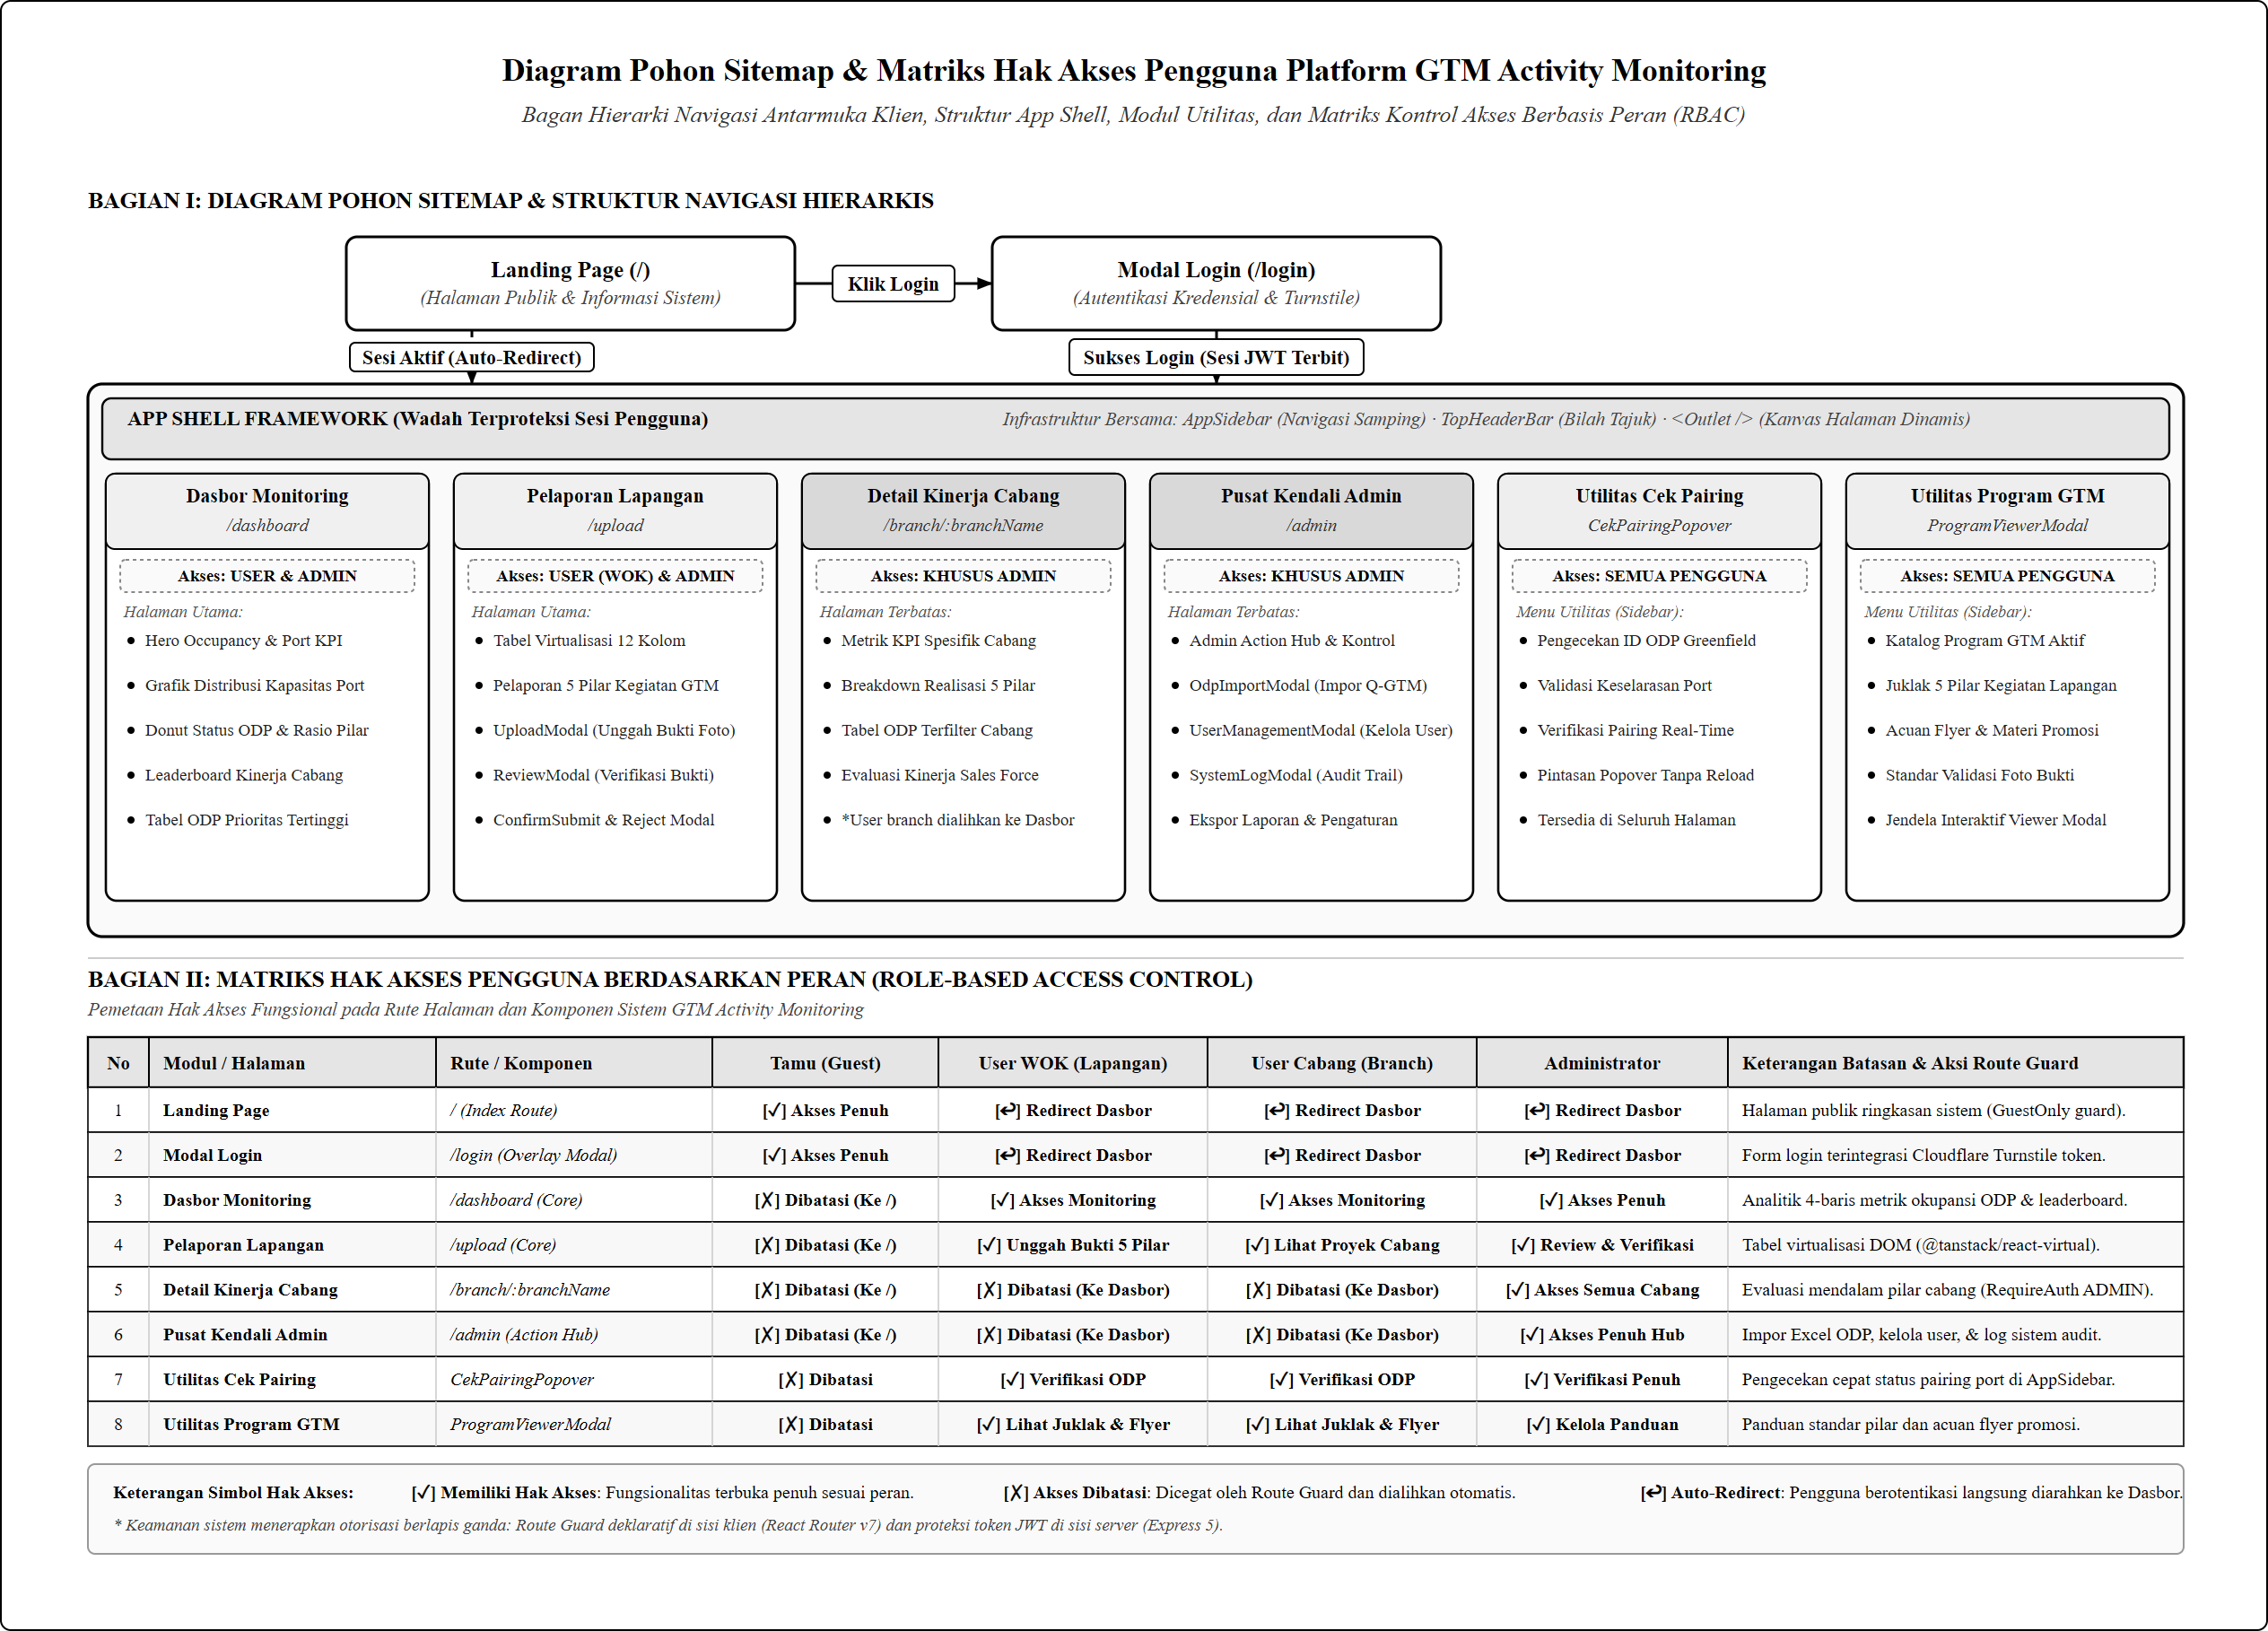 Diagram Pohon Sitemap & Matriks Hak Akses Pengguna Platform GTM Activity Monitoring
Bagan Hierarki Navigasi Antarmuka Klien, Struktur App Shell, Modul Utilitas, dan Matriks Kontrol Akses Berbasis Peran (RBAC)
BAGIAN I: DIAGRAM POHON SITEMAP & STRUKTUR NAVIGASI HIERARKIS
Landing Page (/)
(Halaman Publik & Informasi Sistem)
Klik Login
Modal Login (/login)
(Autentikasi Kredensial & Turnstile)
Sesi Aktif (Auto-Redirect)
Sukses Login (Sesi JWT Terbit)
APP SHELL FRAMEWORK (Wadah Terproteksi Sesi Pengguna)
Infrastruktur Bersama: AppSidebar (Navigasi Samping) · TopHeaderBar (Bilah Tajuk) · <Outlet /> (Kanvas Halaman Dinamis)
Dasbor Monitoring
/dashboard
Akses: USER & ADMIN
Halaman Utama:
● Hero Occupancy & Port KPI
● Grafik Distribusi Kapasitas Port
● Donut Status ODP & Rasio Pilar
● Leaderboard Kinerja Cabang
● Tabel ODP Prioritas Tertinggi
Pelaporan Lapangan
/upload
Akses: USER (WOK) & ADMIN
Halaman Utama:
● Tabel Virtualisasi 12 Kolom
● Pelaporan 5 Pilar Kegiatan GTM
● UploadModal (Unggah Bukti Foto)
● ReviewModal (Verifikasi Bukti)
● ConfirmSubmit & Reject Modal
Detail Kinerja Cabang
/branch/:branchName
Akses: KHUSUS ADMIN
Halaman Terbatas:
● Metrik KPI Spesifik Cabang
● Breakdown Realisasi 5 Pilar
● Tabel ODP Terfilter Cabang
● Evaluasi Kinerja Sales Force
● *User branch dialihkan ke Dasbor
Pusat Kendali Admin
/admin
Akses: KHUSUS ADMIN
Halaman Terbatas:
● Admin Action Hub & Kontrol
● OdpImportModal (Impor Q-GTM)
● UserManagementModal (Kelola User)
● SystemLogModal (Audit Trail)
● Ekspor Laporan & Pengaturan
Utilitas Cek Pairing
CekPairingPopover
Akses: SEMUA PENGGUNA
Menu Utilitas (Sidebar):
● Pengecekan ID ODP Greenfield
● Validasi Keselarasan Port
● Verifikasi Pairing Real-Time
● Pintasan Popover Tanpa Reload
● Tersedia di Seluruh Halaman
Utilitas Program GTM
ProgramViewerModal
Akses: SEMUA PENGGUNA
Menu Utilitas (Sidebar):
● Katalog Program GTM Aktif
● Juklak 5 Pilar Kegiatan Lapangan
● Acuan Flyer & Materi Promosi
● Standar Validasi Foto Bukti
● Jendela Interaktif Viewer Modal
BAGIAN II: MATRIKS HAK AKSES PENGGUNA BERDASARKAN PERAN (ROLE-BASED ACCESS CONTROL)
Pemetaan Hak Akses Fungsional pada Rute Halaman dan Komponen Sistem GTM Activity Monitoring
No Modul / Halaman Rute / Komponen Tamu (Guest) User WOK (Lapangan) User Cabang (Branch) Administrator Keterangan Batasan & Aksi Route Guard
1 Landing Page / (Index Route) [✓] Akses Penuh [↩] Redirect Dasbor [↩] Redirect Dasbor [↩] Redirect Dasbor Halaman publik ringkasan sistem (GuestOnly guard).
2 Modal Login /login (Overlay Modal) [✓] Akses Penuh [↩] Redirect Dasbor [↩] Redirect Dasbor [↩] Redirect Dasbor Form login terintegrasi Cloudflare Turnstile token.
3 Dasbor Monitoring /dashboard (Core) [✗] Dibatasi (Ke /) [✓] Akses Monitoring [✓] Akses Monitoring [✓] Akses Penuh Analitik 4-baris metrik okupansi ODP & leaderboard.
4 Pelaporan Lapangan /upload (Core) [✗] Dibatasi (Ke /) [✓] Unggah Bukti 5 Pilar [✓] Lihat Proyek Cabang [✓] Review & Verifikasi Tabel virtualisasi DOM (@tanstack/react-virtual).
5 Detail Kinerja Cabang /branch/:branchName [✗] Dibatasi (Ke /) [✗] Dibatasi (Ke Dasbor) [✗] Dibatasi (Ke Dasbor) [✓] Akses Semua Cabang Evaluasi mendalam pilar cabang (RequireAuth ADMIN).
6 Pusat Kendali Admin /admin (Action Hub) [✗] Dibatasi (Ke /) [✗] Dibatasi (Ke Dasbor) [✗] Dibatasi (Ke Dasbor) [✓] Akses Penuh Hub Impor Excel ODP, kelola user, & log sistem audit.
7 Utilitas Cek Pairing CekPairingPopover [✗] Dibatasi [✓] Verifikasi ODP [✓] Verifikasi ODP [✓] Verifikasi Penuh Pengecekan cepat status pairing port di AppSidebar.
8 Utilitas Program GTM ProgramViewerModal [✗] Dibatasi [✓] Lihat Juklak & Flyer [✓] Lihat Juklak & Flyer [✓] Kelola Panduan Panduan standar pilar dan acuan flyer promosi.
Keterangan Simbol Hak Akses: [✓] Memiliki Hak Akses: Fungsionalitas terbuka penuh sesuai peran. [✗] Akses Dibatasi: Dicegat oleh Route Guard dan dialihkan otomatis. [↩] Auto-Redirect: Pengguna berotentikasi langsung diarahkan ke Dasbor.
* Keamanan sistem menerapkan otorisasi berlapis ganda: Route Guard deklaratif di sisi klien (React Router v7) dan proteksi token JWT di sisi server (Express 5).